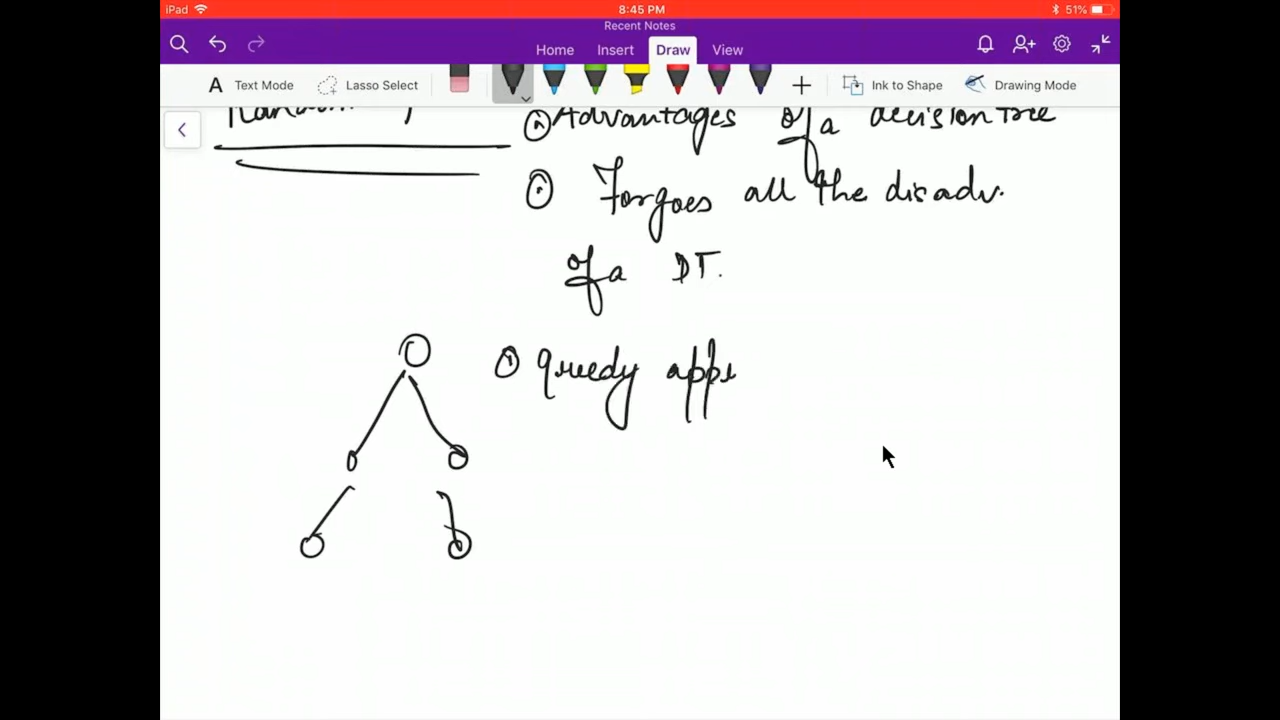 iPad 8:45 PM 51%
Recent Notes
Home Insert Draw View
A Text Mode Lasso Select Ink to Shape Drawing Mode
Advantages of a decision Tree
Forgoes all the disadv.
of a DT.
greedy appr